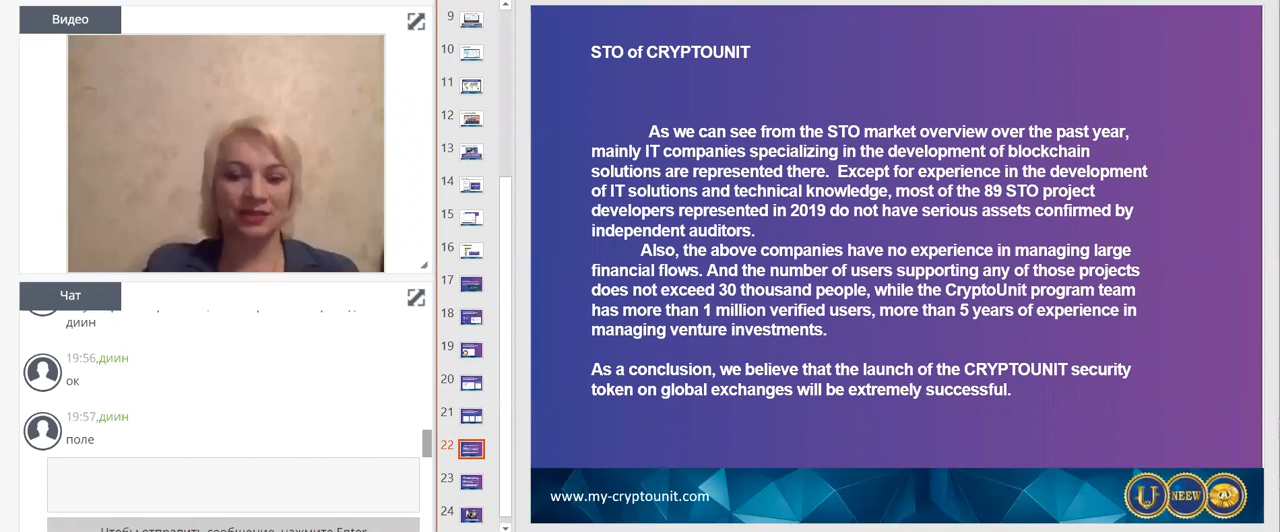 Видео
Чат
диин
19:56,диин
ок
19:57,диин
поле
Чтобы отправить сообщение, нажмите Enter
9
10
11
12
13
14
15
16
17
18
19
20
21
22
23
24
STO of CRYPTOUNIT
As we can see from the STO market overview over the past year,
mainly IT companies specializing in the development of blockchain
solutions are represented there. Except for experience in the development
of IT solutions and technical knowledge, most of the 89 STO project
developers represented in 2019 do not have serious assets confirmed by
independent auditors.
Also, the above companies have no experience in managing large
financial flows. And the number of users supporting any of those projects
does not exceed 30 thousand people, while the CryptoUnit program team
has more than 1 million verified users, more than 5 years of experience in
managing venture investments.
As a conclusion, we believe that the launch of the CRYPTOUNIT security
token on global exchanges will be extremely successful.
www.my-cryptounit.com
U
NEEW